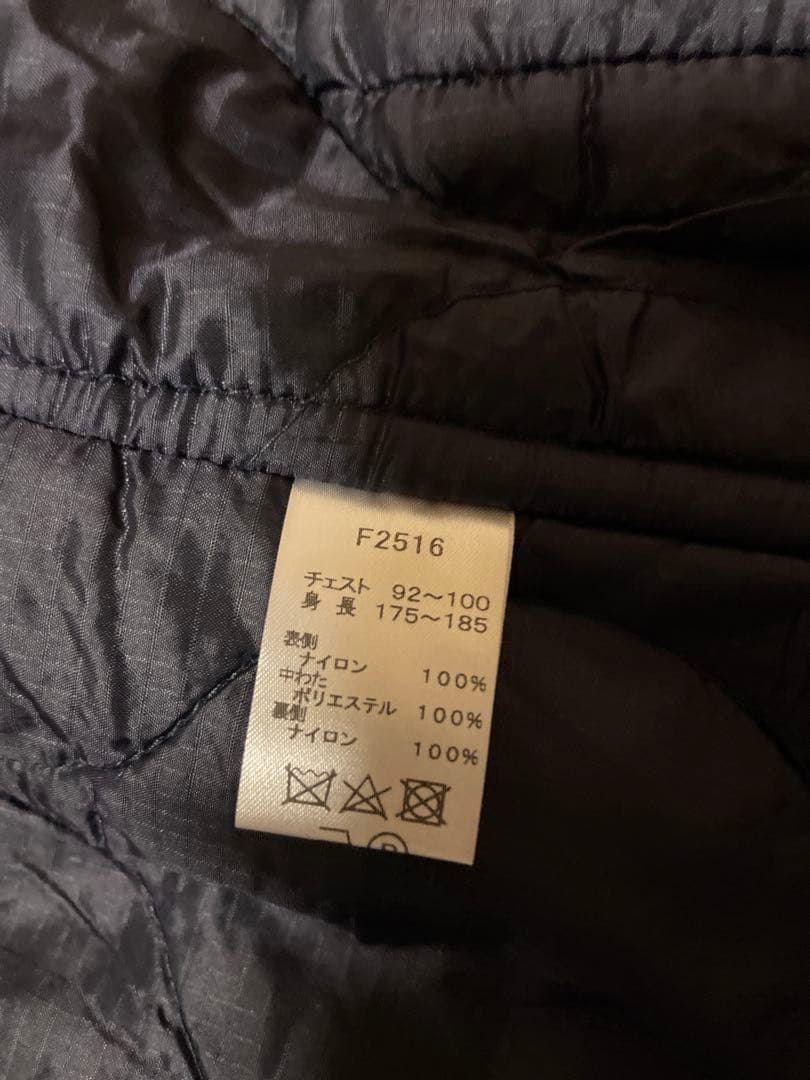 F2516
チェスト 92〜100
身長 175〜185
表側
ナイロン 100%
中わた
ポリエステル 100%
裏側
ナイロン 100%
P